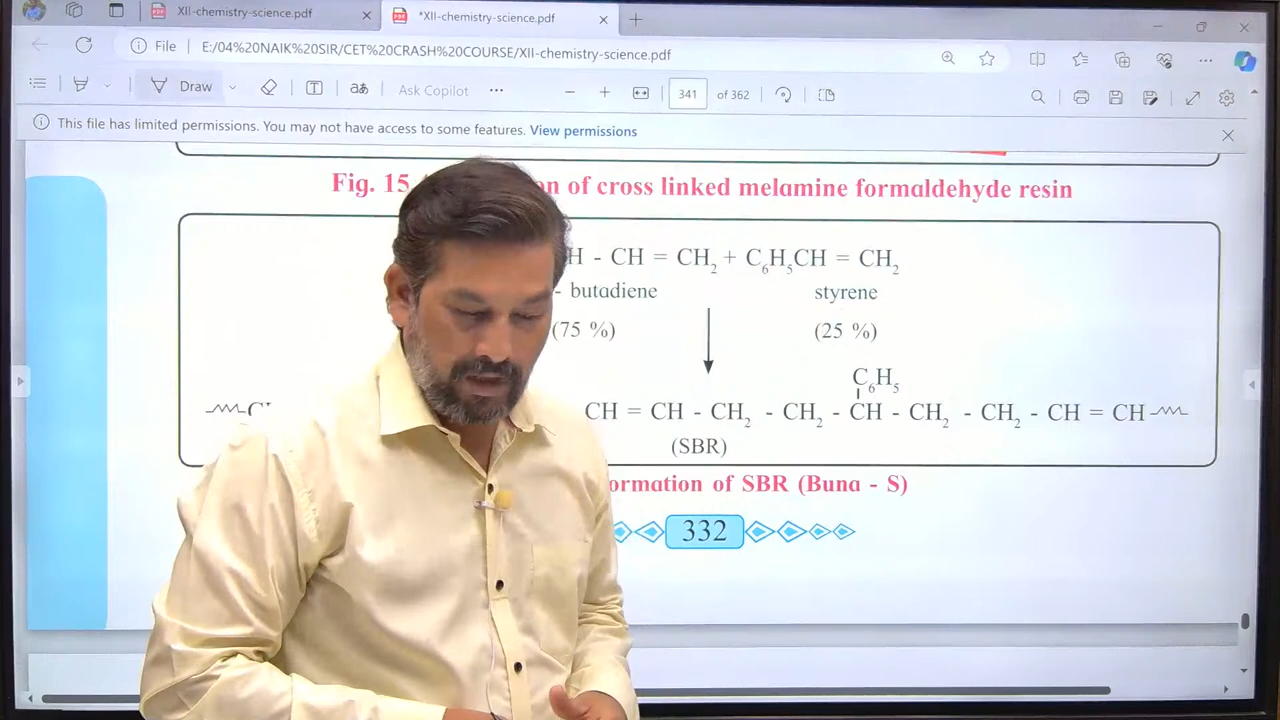 XII-chemistry-science.pdf
*XII-chemistry-science.pdf
File E:/04%20NAIK%20SIR/CET%20CRASH%20COURSE/XII-chemistry-science.pdf
Draw aあ Ask Copilot 341 of 362
This file has limited permissions. You may not have access to some features. View permissions
Fig. 15 on of cross linked melamine formaldehyde resin
H - CH = CH₂ + C₆H₅CH = CH₂
- butadiene styrene
(75 %) (25 %)
C₆H₅
CH = CH - CH₂ - CH₂ - CH - CH₂ - CH₂ - CH = CH
(SBR)
ormation of SBR (Buna - S)
332